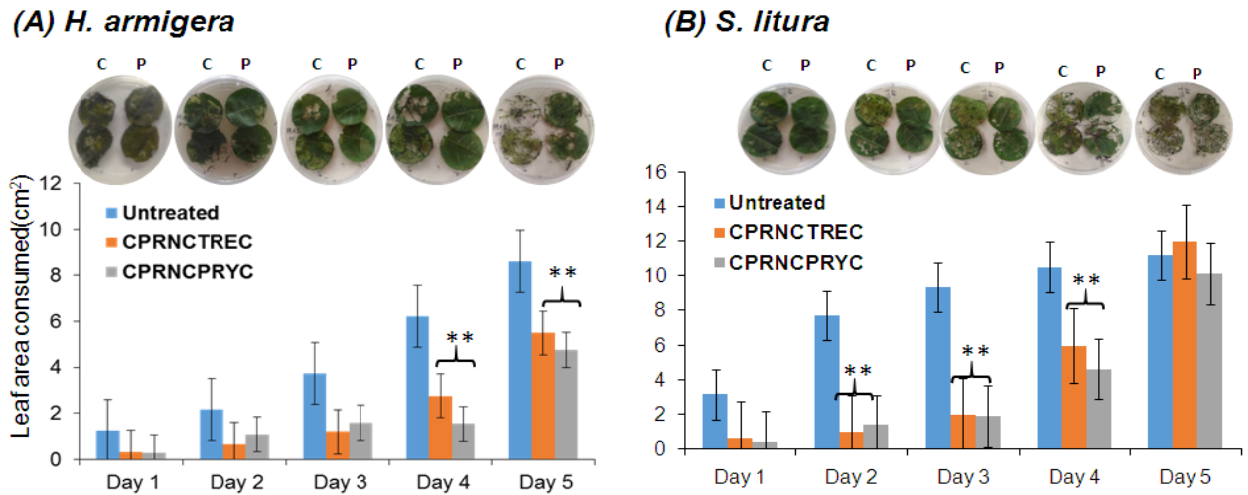 (A) H. armigera
C P C P C P C P C P
12
10
8
6
4
2
0
Leaf area consumed(cm²)
Untreated
CPRNCTREC
CPRNCPRYC
**
**
Day 1 Day 2 Day 3 Day 4 Day 5
(B) S. litura
C P C P C P C P C P
16
14
12
10
8
6
4
2
0
Untreated
CPRNCTREC
CPRNCPRYC
**
**
**
Day 1 Day 2 Day 3 Day 4 Day 5